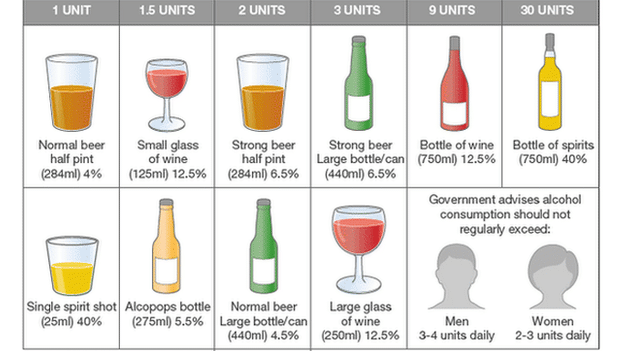 1 UNIT
1.5 UNITS
2 UNITS
3 UNITS
9 UNITS
30 UNITS
Normal beer
half pint
(284ml) 4%
Small glass
of wine
(125ml) 12.5%
Strong beer
half pint
(284ml) 6.5%
Strong beer
Large bottle/can
(440ml) 6.5%
Bottle of wine
(750ml) 12.5%
Bottle of spirits
(750ml) 40%
Single spirit shot
(25ml) 40%
Alcopops bottle
(275ml) 5.5%
Normal beer
Large bottle/can
(440ml) 4.5%
Large glass
of wine
(250ml) 12.5%
Government advises alcohol
consumption should not
regularly exceed:
Men
3-4 units daily
Women
2-3 units daily